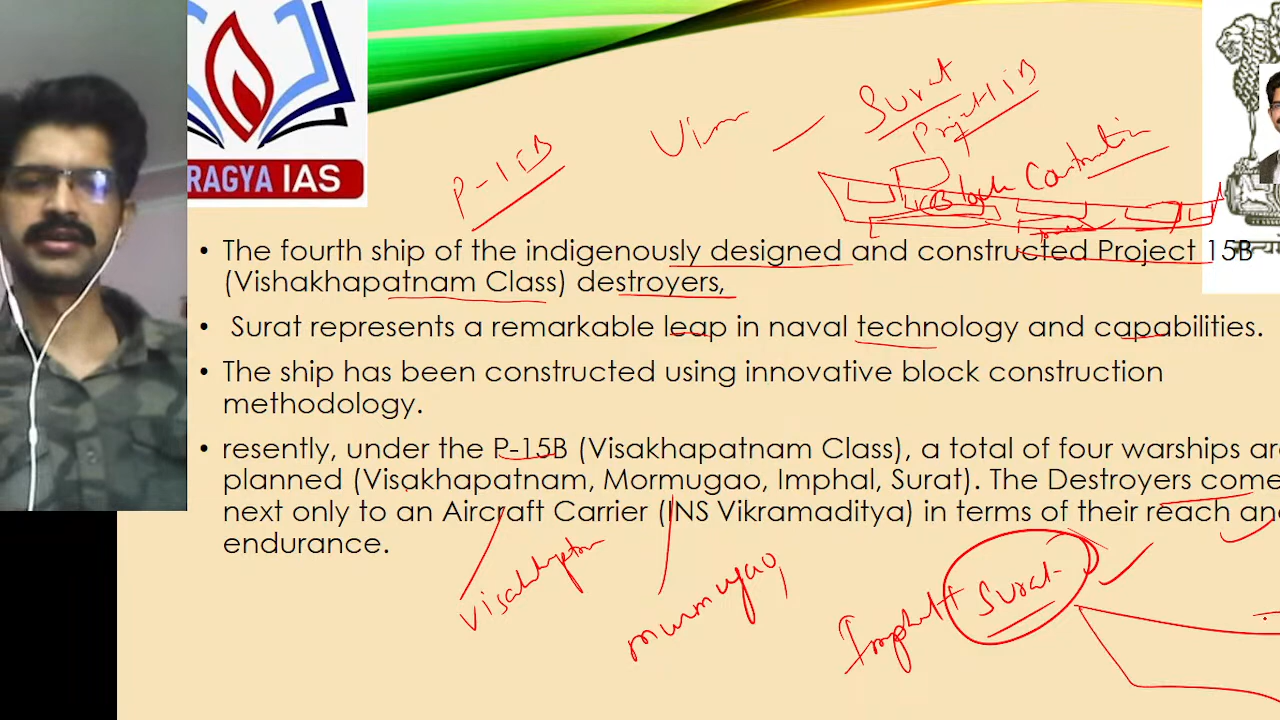 Surat
Project 15B
P-15B
Block Construction
RAGYA IAS
• The fourth ship of the indigenously designed and constructed Project 15B
(Vishakhapatnam Class) destroyers,
• Surat represents a remarkable leap in naval technology and capabilities.
• The ship has been constructed using innovative block construction
methodology.
• resently, under the P-15B (Visakhapatnam Class), a total of four warships ar
planned (Visakhapatnam, Mormugao, Imphal, Surat). The Destroyers come
next only to an Aircraft Carrier (INS Vikramaditya) in terms of their reach an
endurance.
murmugao,
Imphal + Surat